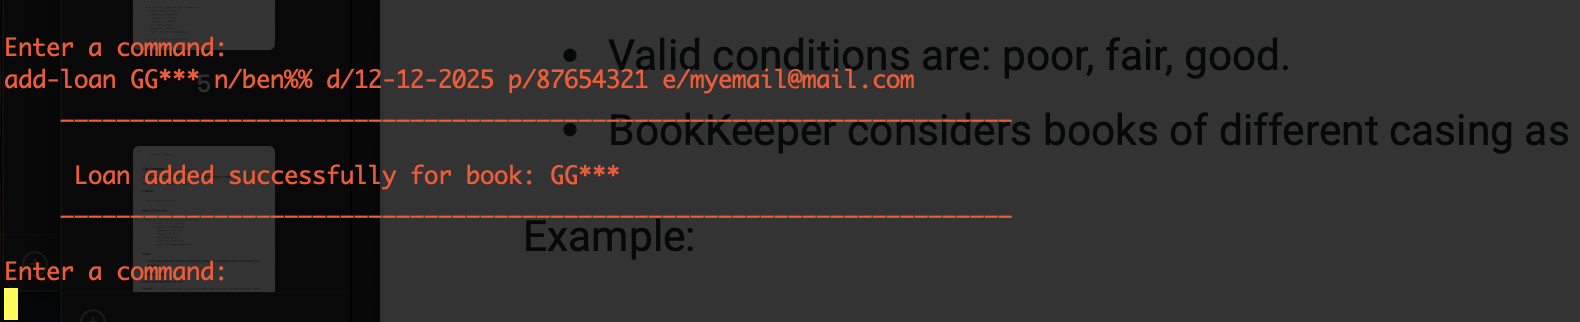 Enter a command:
Valid conditions are: poor, fair, good.
add-loan GG*** n/ben%% d/12-12-2025 p/87654321 e/myemail@mail.com
5
BookKeeper considers books of different casing as
Loan added successfully for book: GG***
Example:
Enter a command: